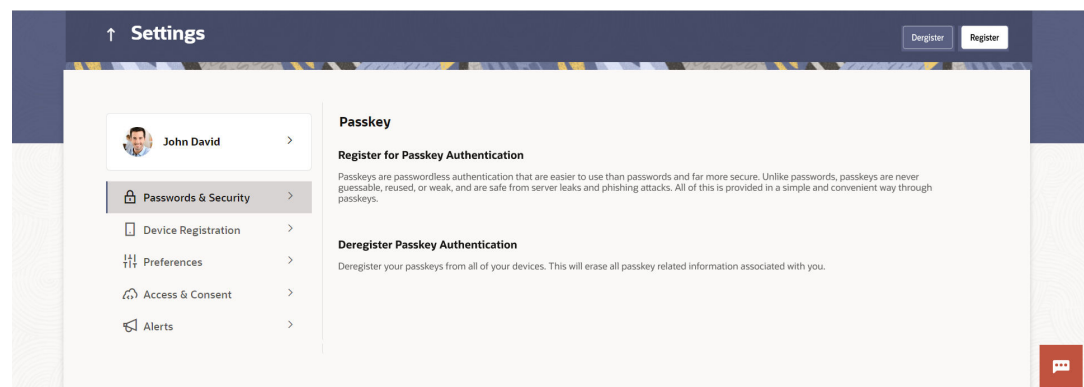 ↑ Settings
Dergister
Register
John David
Passwords & Security
Device Registration
Preferences
Access & Consent
Alerts
Passkey
Register for Passkey Authentication
Passkeys are passwordless authentication that are easier to use than passwords and far more secure. Unlike passwords, passkeys are never
guessable, reused, or weak, and are safe from server leaks and phishing attacks. All of this is provided in a simple and convenient way through
passkeys.
Deregister Passkey Authentication
Deregister your passkeys from all of your devices. This will erase all passkey related information associated with you.